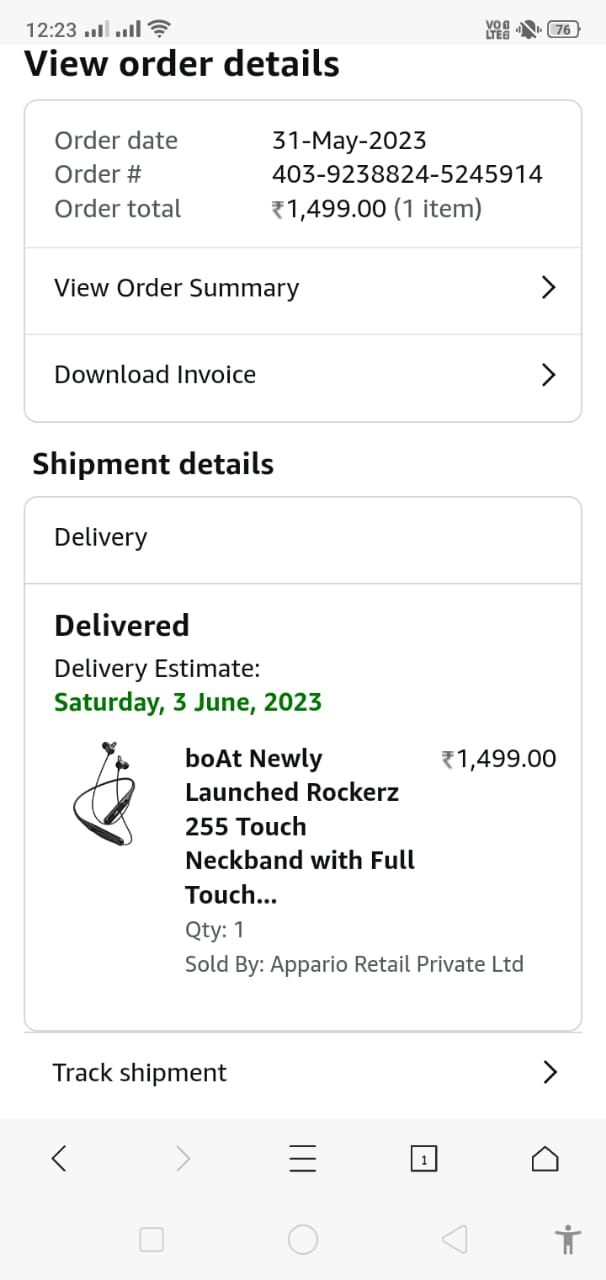 12:23
VoD LTED 76
View order details
Order date 31-May-2023
Order # 403-9238824-5245914
Order total ₹1,499.00 (1 item)
View Order Summary
Download Invoice
Shipment details
Delivery
Delivered
Delivery Estimate:
Saturday, 3 June, 2023
boAt Newly ₹1,499.00
Launched Rockerz
255 Touch
Neckband with Full
Touch...
Qty: 1
Sold By: Appario Retail Private Ltd
Track shipment
1